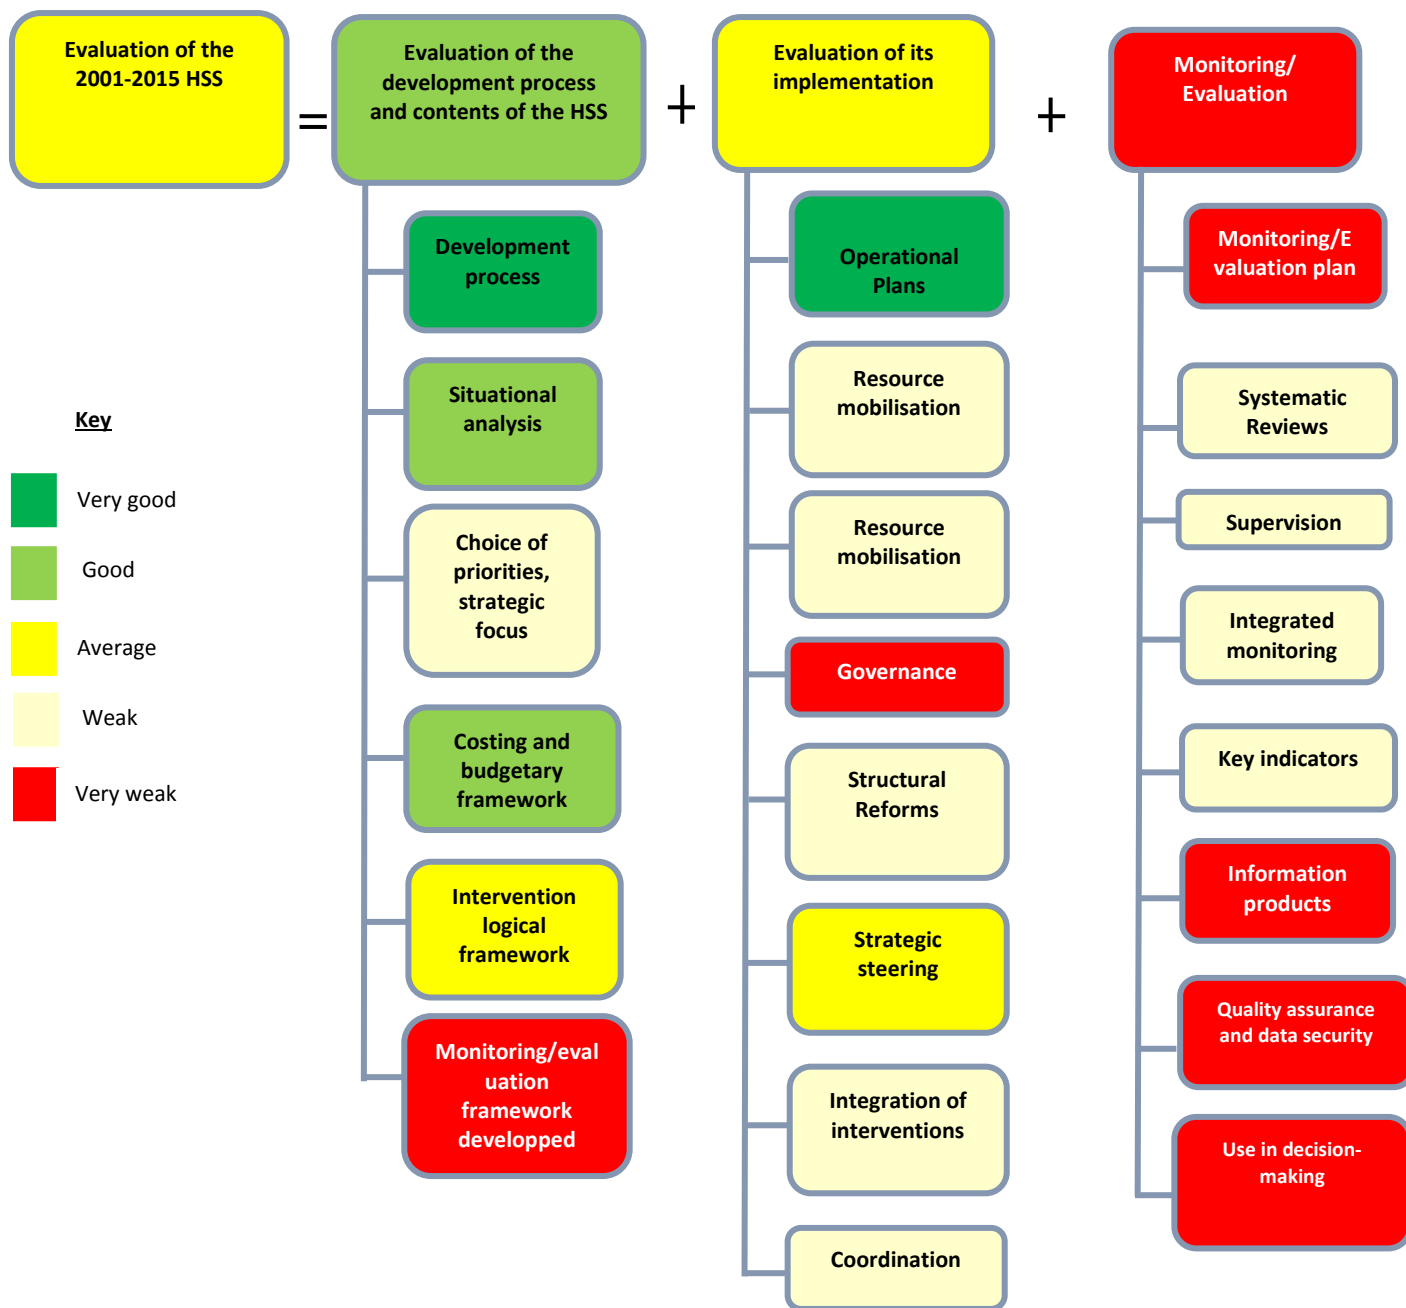 Evaluation of the
2001-2015 HSS
=
Evaluation of the
development process
and contents of the HSS
+
Evaluation of its
implementation
+
Monitoring/
Evaluation
Key
Very good
Good
Average
Weak
Very weak
Development
process
Situational
analysis
Choice of
priorities,
strategic
focus
Costing and
budgetary
framework
Intervention
logical
framework
Monitoring/eval
uation
framework
developped
Operational
Plans
Resource
mobilisation
Resource
mobilisation
Governance
Structural
Reforms
Strategic
steering
Integration of
interventions
Coordination
Monitoring/E
valuation plan
Systematic
Reviews
Supervision
Integrated
monitoring
Key indicators
Information
products
Quality assurance
and data security
Use in decision-
making